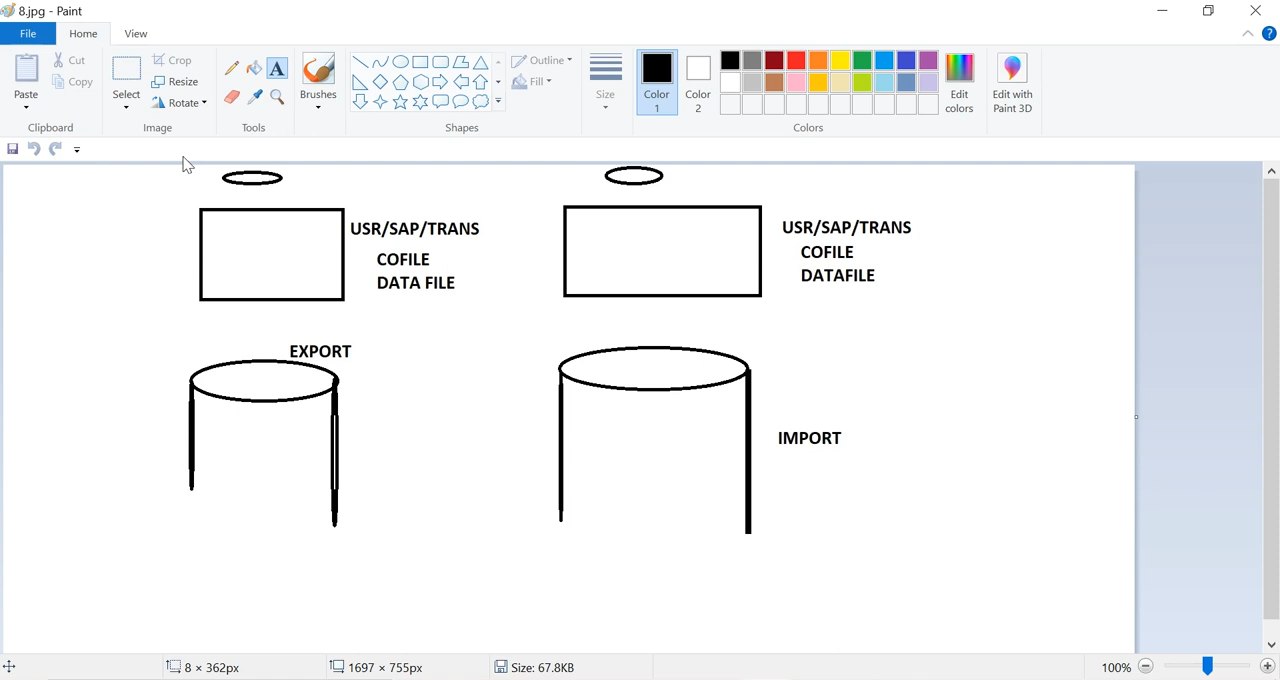 8.jpg - Paint
File Home View
Paste
Cut
Copy
Clipboard
Select
Crop
Resize
Rotate
Image
Tools
Brushes
Shapes
Outline
Fill
Size
Color 1
Color 2
Colors
Edit colors
Edit with Paint 3D
USR/SAP/TRANS
COFILE
DATA FILE
USR/SAP/TRANS
COFILE
DATAFILE
EXPORT
IMPORT
8 × 362px
1697 × 755px
Size: 67.8KB
100%